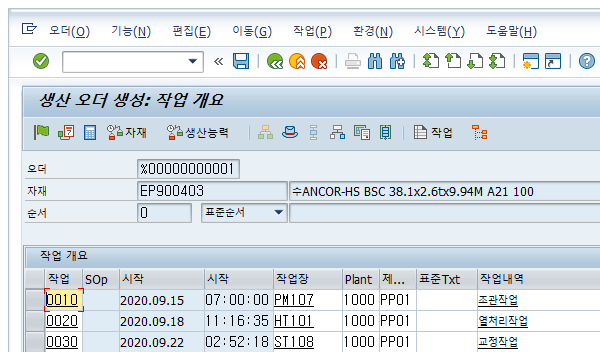 오더(O) 기능(N) 편집(E) 이동(G) 작업(P) 환경(N) 시스템(Y) 도움말(H)
생산 오더 생성: 작업 개요
자재 생산능력 작업
오더 %00000000001
자재 EP900403 수ANCOR-HS BSC 38.1x2.6tx9.94M A21 100
순서 0 표준순서
작업 개요
작업 SOp 시작 시작 작업장 Plant 제... 표준Txt 작업내역
0010 2020.09.15 07:00:00 PM107 1000 PP01 조관작업
0020 2020.09.18 11:16:35 HT101 1000 PP01 열처리작업
0030 2020.09.22 02:52:18 ST108 1000 PP01 교정작업